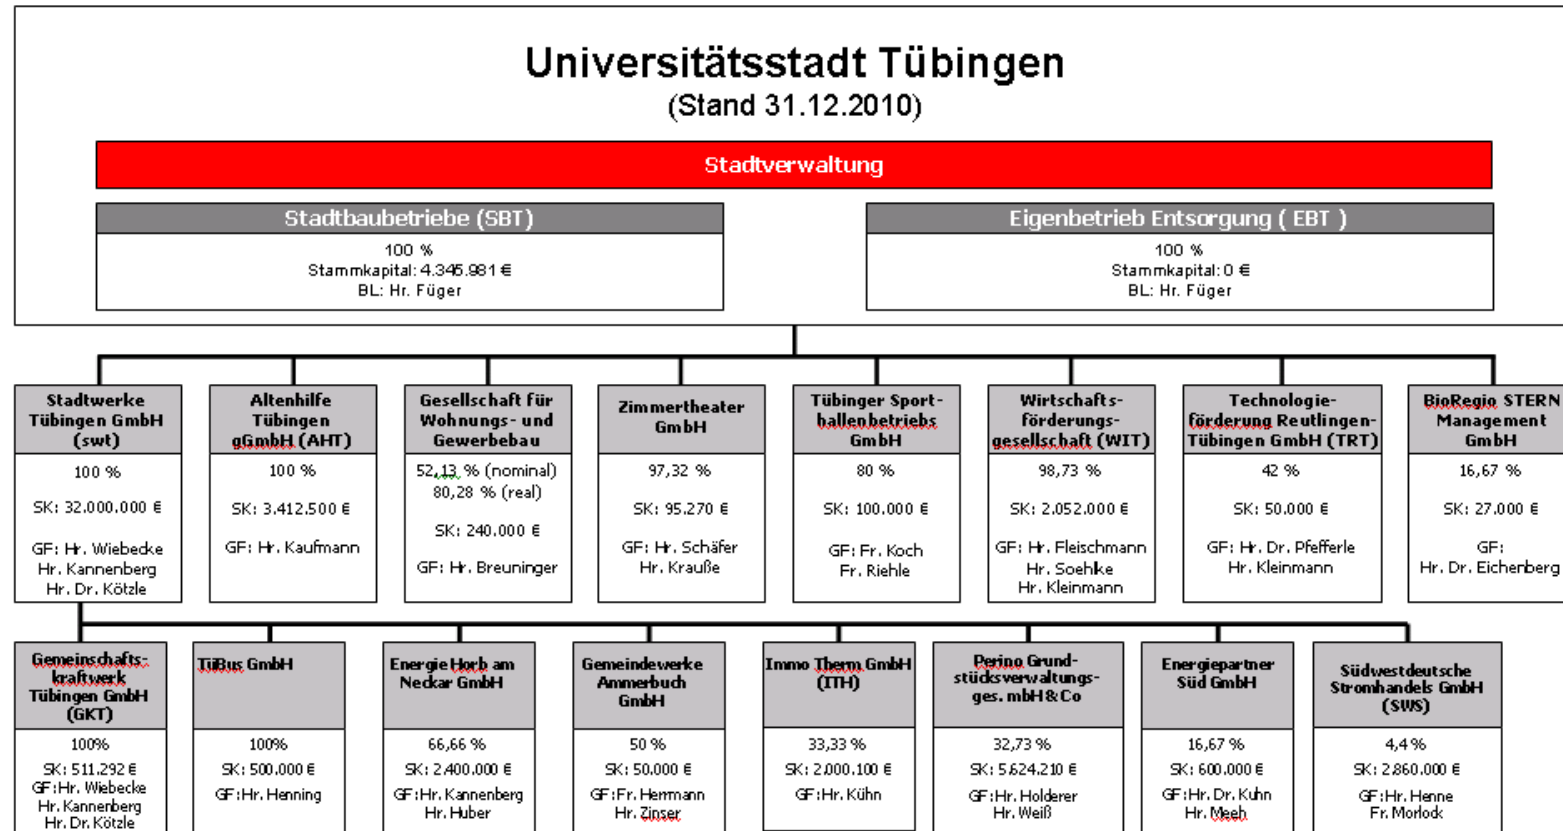 Universitätsstadt Tübingen
(Stand 31.12.2010)
Stadtverwaltung
Stadtbaubetriebe (SBT)
100 %
Stammkapital: 4.345.981 €
BL: Hr. Füger
Eigenbetrieb Entsorgung ( EBT )
100 %
Stammkapital: 0 €
BL: Hr. Füger
Stadtwerke
Tübingen GmbH
(swt)
100 %
SK: 32.000.000 €
GF: Hr. Wiebecke
Hr. Kannenberg
Hr. Dr. Kötzle
Altenhilfe
Tübingen
gGmbH (AHT)
100 %
SK: 3.412.500 €
GF: Hr. Kaufmann
Gesellschaft für
Wohnungs- und
Gewerbebau
52,13 % (nominal)
80,28 % (real)
SK: 240.000 €
GF: Hr. Breuninger
Zimmertheater
GmbH
97,32 %
SK: 95.270 €
GF: Hr. Schäfer
Hr. Krauße
Tübinger Sport-
hallenbetriebs
GmbH
80 %
SK: 100.000 €
GF: Fr. Koch
Fr. Riehle
Wirtschafts-
förderungs-
gesellschaft (WIT)
98,73 %
SK: 2.052.000 €
GF: Hr. Fleischmann
Hr. Soehlke
Hr. Kleinmann
Technologie-
förderung Reutlingen-
Tübingen GmbH (TRT)
42 %
SK: 50.000 €
GF: Hr. Dr. Pfefferle
Hr. Kleinmann
BioRegio STERN
Management
GmbH
16,67 %
SK: 27.000 €
GF:
Hr. Dr. Eichenberg
Gemeinschafts-
kraftwerk
Tübingen GmbH
(GKT)
100%
SK: 511.292 €
GF:Hr. Wiebecke
Hr. Kannenberg
Hr. Dr. Kötzle
TüBus GmbH
100%
SK: 500.000 €
GF:Hr. Henning
Energie Horb am
Neckar GmbH
66,66 %
SK: 2.400.000 €
GF:Hr. Kannenberg
Hr. Huber
Gemeindewerke
Ammerbuch
GmbH
50 %
SK: 50.000 €
GF:Fr. Herrmann
Hr. Zinser
Immo Therm GmbH
(ITH)
33,33 %
SK: 2.000.100 €
GF:Hr. Kühn
Perino Grund-
stücksverwaltungs-
ges. mbH & Co
32,73 %
SK: 5.624.210 €
GF:Hr. Holderer
Hr. Weiß
Energiepartner
Süd GmbH
16,67 %
SK: 600.000 €
GF:Hr. Dr. Kuhn
Hr. Meeh
Südwestdeutsche
Stromhandels GmbH
(SWS)
4,4 %
SK: 2.860.000 €
GF:Hr. Henne
Fr. Morlock